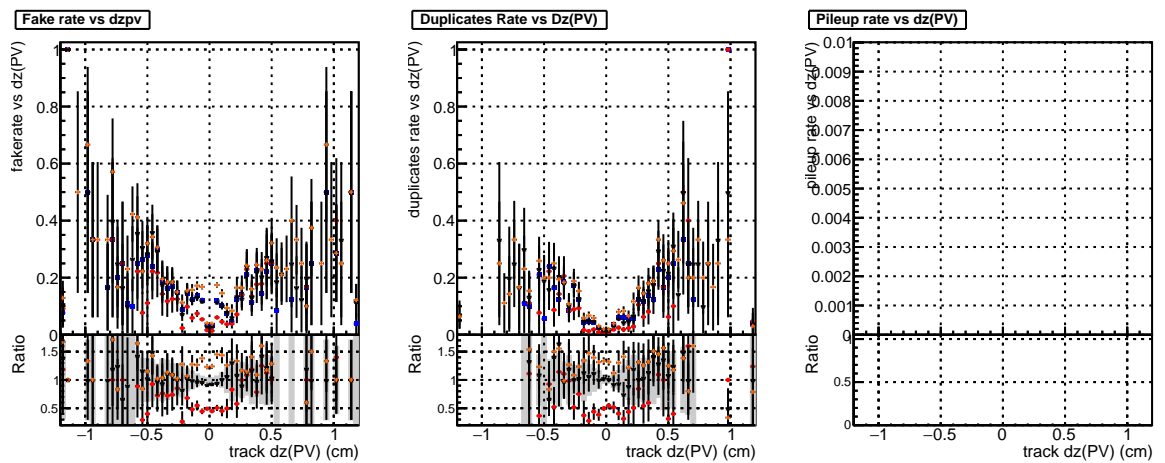 Fake rate vs dzpv
fakerate vs dz(PV)
1
0.8
0.6
0.4
0.2
0
Ratio
1.5
1
0.5
−1 −0.5 0 0.5 1
track dz(PV) (cm)
Duplicates Rate vs Dz(PV)
duplicates rate vs dz(PV)
1
0.8
0.6
0.4
0.2
0
Ratio
1.5
1
0.5
−1 −0.5 0 0.5 1
track dz(PV) (cm)
Pileup rate vs dz(PV)
pileup rate vs dz(PV)
0.01
0.009
0.008
0.007
0.006
0.005
0.004
0.003
0.002
0.001
0
Ratio
1
0.5
0
−1 −0.5 0 0.5 1
track dz(PV) (cm)